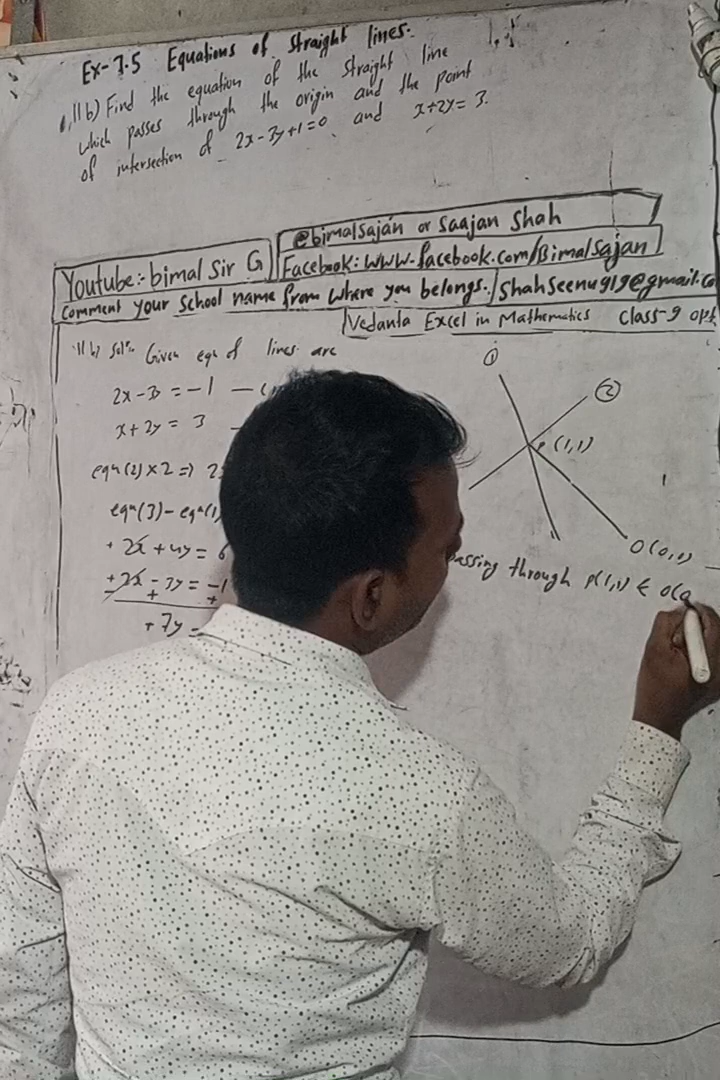 Ex-7.5 Equations of straight lines.
11 b) Find the equation of the straight line
which passes through the origin and the point
of intersection of 2x-3y+1=0 and x+2y= 3.
@bimalsajan or saajan shah
Youtube:- bimal Sir G
Facebook: www.facebook.com/Bimalsajan
Comment your school name from where you belongs./shahseenu919@gmail.co
Vedanta Excel in Mathematics Class-9 opt
11 b) Solⁿ Given eqn of lines are
2x - 3 = -1 —(
x + 2y = 3
eqn (2) × 2 =) 2
eqn(3) - eqn(1
+ 2x + 4y = 6
+ 2x - 3y = -1
- + +
+ 7y =
①
②
P (1,1)
O (0,0)
assing through P(1,1) & O(0